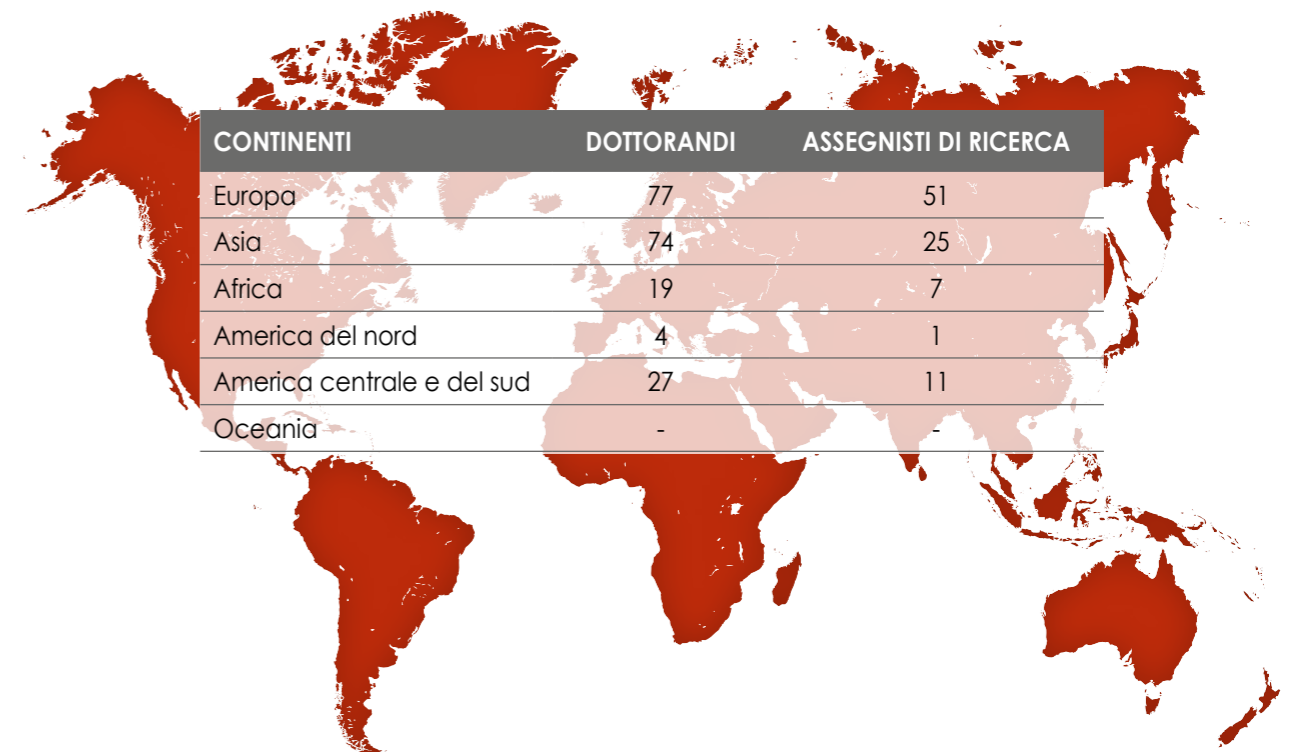 CONTINENTI DOTTORANDI ASSEGNISTI DI RICERCA
Europa 77 51
Asia 74 25
Africa 19 7
America del nord 4 1
America centrale e del sud 27 11
Oceania - -